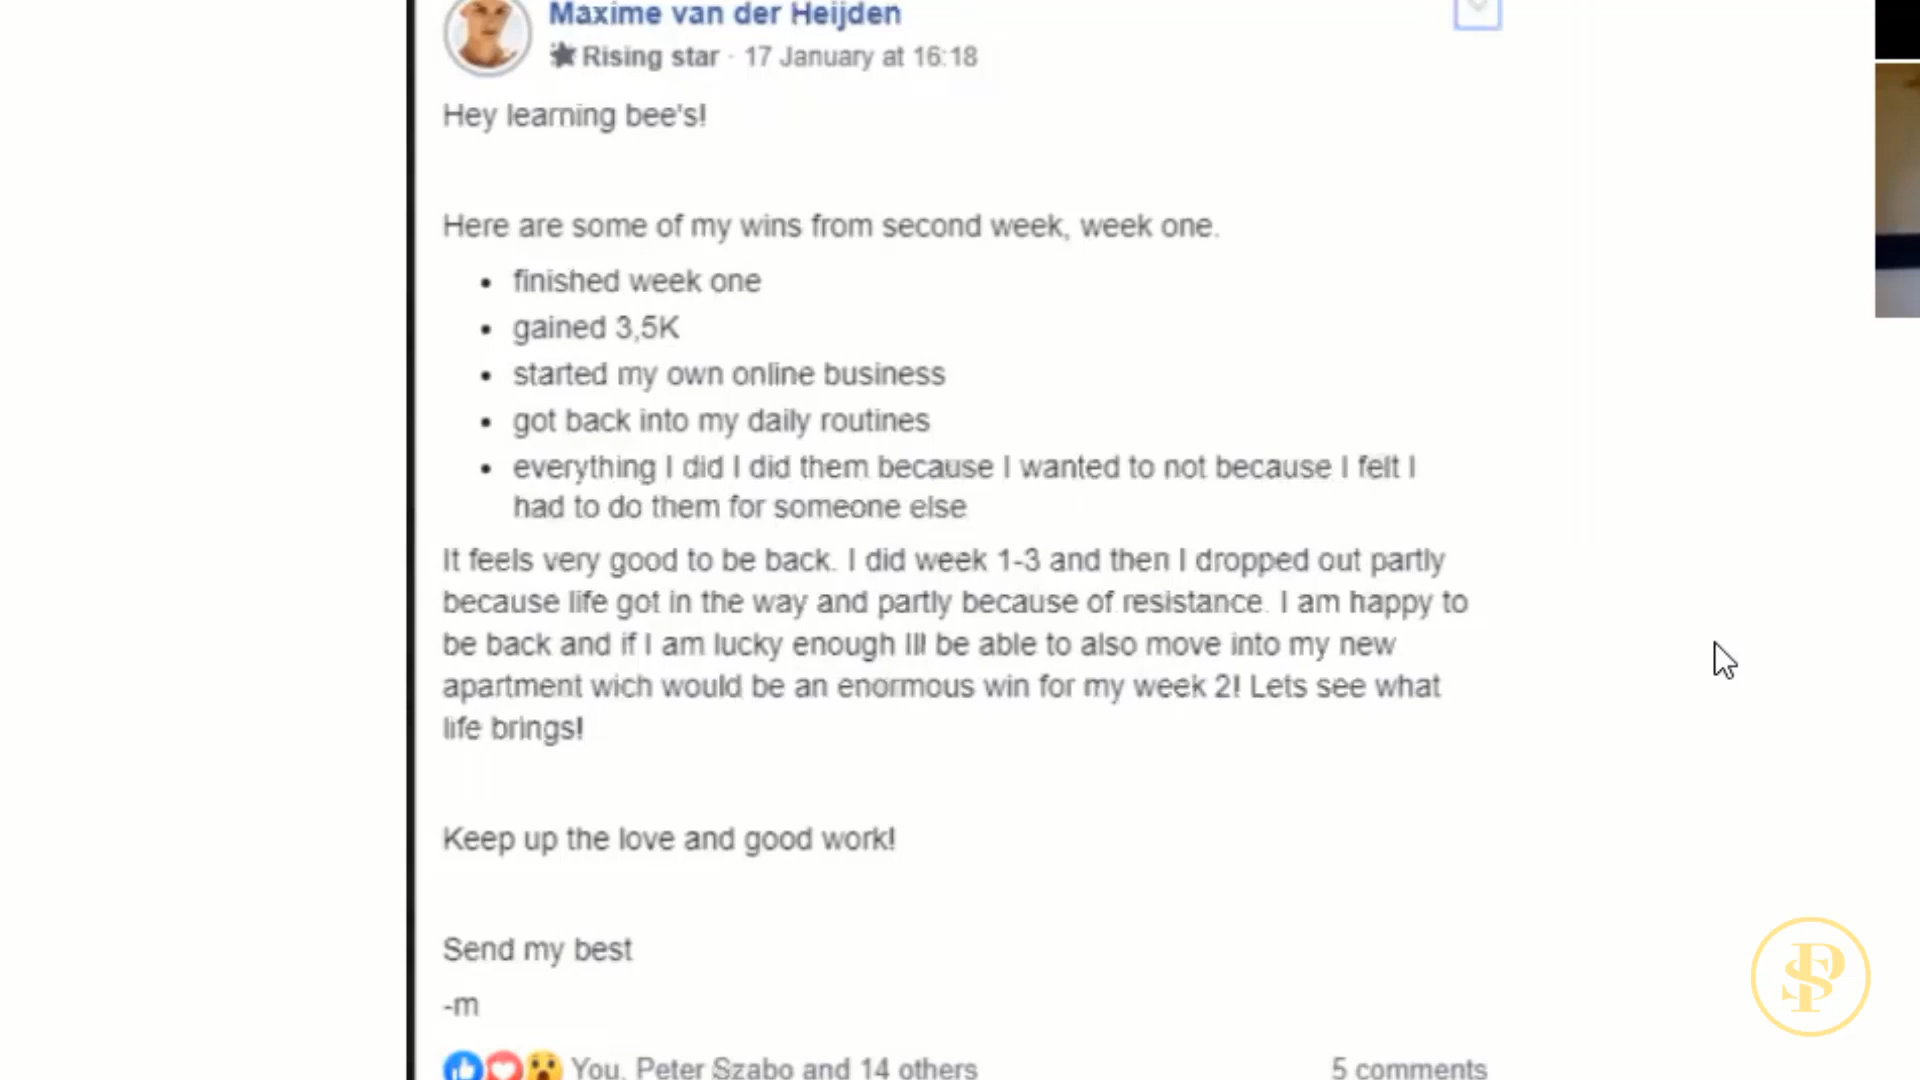 Maxime van der Heijden
Rising star · 17 January at 16:18
Hey learning bee's!
Here are some of my wins from second week, week one.
• finished week one
• gained 3,5K
• started my own online business
• got back into my daily routines
• everything I did I did them because I wanted to not because I felt I
had to do them for someone else
It feels very good to be back. I did week 1-3 and then I dropped out partly
because life got in the way and partly because of resistance. I am happy to
be back and if I am lucky enough Ill be able to also move into my new
apartment wich would be an enormous win for my week 2! Lets see what
life brings!
Keep up the love and good work!
Send my best
-m
You, Peter Szabo and 14 others
5 comments